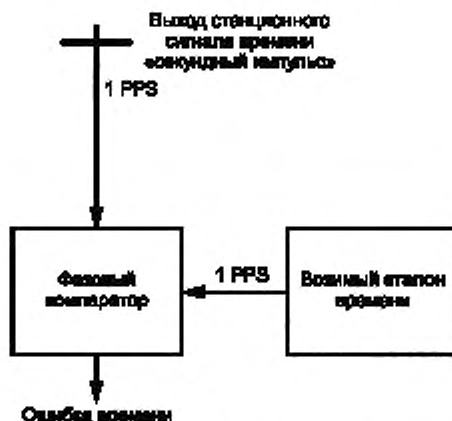 Выход станционного
сигнала времени
«секундный импульс»
1 PPS
Фазовый
компаратор
1 PPS
Возимый эталон
времени
Ошибка времени